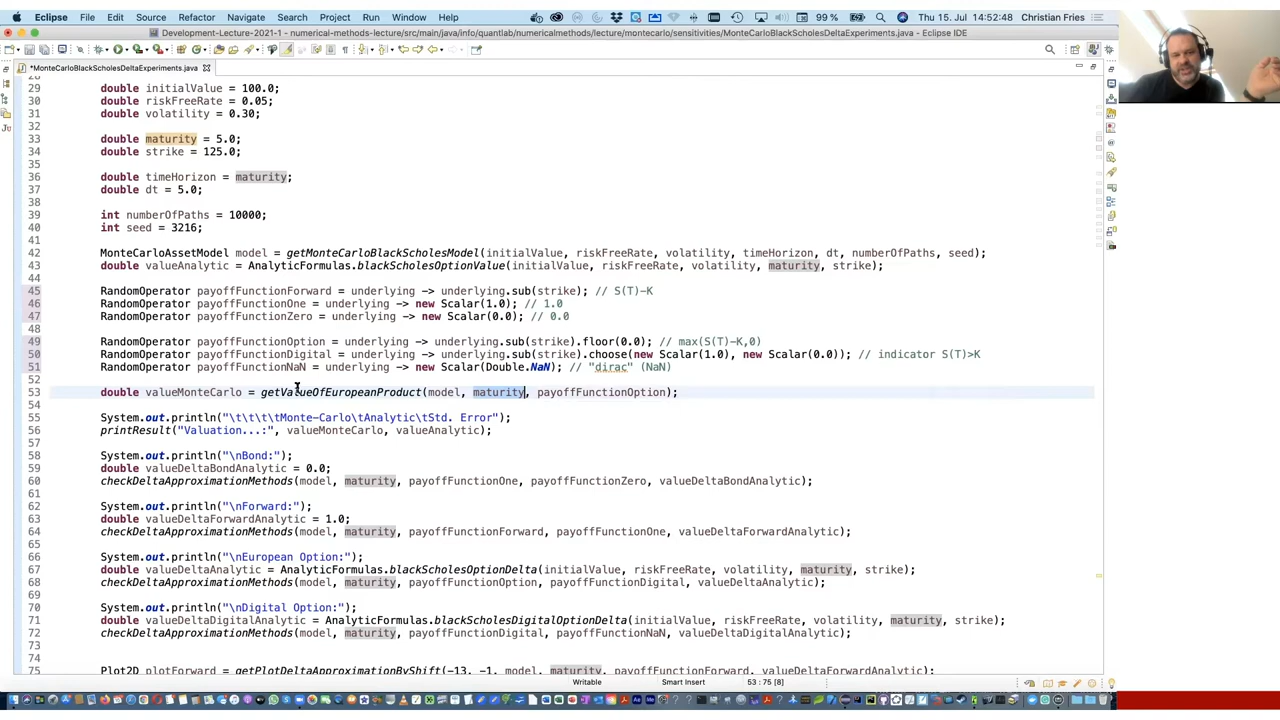 Eclipse File Edit Source Refactor Navigate Search Project Run Window Help 99 % Thu 15. Jul 14:52:48 Christian Fries
Development-Lecture-2021-1 - numerical-methods-lecture/src/main/java/info/quantlab/numericalmethods/lecture/montecarlo/sensitivities/MonteCarloBlackScholesDeltaExperiments.java - Eclipse IDE
*MonteCarloBlackScholesDeltaExperiments.java
28
29 double initialValue = 100.0;
30 double riskFreeRate = 0.05;
31 double volatility = 0.30;
32
33 double maturity = 5.0;
34 double strike = 125.0;
35
36 double timeHorizon = maturity;
37 double dt = 5.0;
38
39 int numberOfPaths = 10000;
40 int seed = 3216;
41
42 MonteCarloAssetModel model = getMonteCarloBlackScholesModel(initialValue, riskFreeRate, volatility, timeHorizon, dt, numberOfPaths, seed);
43 double valueAnalytic = AnalyticFormulas.blackScholesOptionValue(initialValue, riskFreeRate, volatility, maturity, strike);
44
45 RandomOperator payoffFunctionForward = underlying -> underlying.sub(strike); // S(T)-K
46 RandomOperator payoffFunctionOne = underlying -> new Scalar(1.0); // 1.0
47 RandomOperator payoffFunctionZero = underlying -> new Scalar(0.0); // 0.0
48
49 RandomOperator payoffFunctionOption = underlying -> underlying.sub(strike).floor(0.0); // max(S(T)-K,0)
50 RandomOperator payoffFunctionDigital = underlying -> underlying.sub(strike).choose(new Scalar(1.0), new Scalar(0.0)); // indicator S(T)>K
51 RandomOperator payoffFunctionNaN = underlying -> new Scalar(Double.NaN); // "dirac" (NaN)
52
53 double valueMonteCarlo = getValueOfEuropeanProduct(model, maturity, payoffFunctionOption);
54
55 System.out.println("\t\t\t\tMonte-Carlo\tAnalytic\tStd. Error");
56 printResult("Valuation...:", valueMonteCarlo, valueAnalytic);
57
58 System.out.println("\nBond:");
59 double valueDeltaBondAnalytic = 0.0;
60 checkDeltaApproximationMethods(model, maturity, payoffFunctionOne, payoffFunctionZero, valueDeltaBondAnalytic);
61
62 System.out.println("\nForward:");
63 double valueDeltaForwardAnalytic = 1.0;
64 checkDeltaApproximationMethods(model, maturity, payoffFunctionForward, payoffFunctionOne, valueDeltaForwardAnalytic);
65
66 System.out.println("\nEuropean Option:");
67 double valueDeltaAnalytic = AnalyticFormulas.blackScholesOptionDelta(initialValue, riskFreeRate, volatility, maturity, strike);
68 checkDeltaApproximationMethods(model, maturity, payoffFunctionOption, payoffFunctionDigital, valueDeltaAnalytic);
69
70 System.out.println("\nDigital Option:");
71 double valueDeltaDigitalAnalytic = AnalyticFormulas.blackScholesDigitalOptionDelta(initialValue, riskFreeRate, volatility, maturity, strike);
72 checkDeltaApproximationMethods(model, maturity, payoffFunctionDigital, payoffFunctionNaN, valueDeltaDigitalAnalytic);
73
74
75 Plot2D plotForward = getPlotDeltaApproximationByShift(-13, -1, model, maturity, payoffFunctionForward, valueDeltaForwardAnalytic);
Writable Smart Insert 53 : 75 [8]